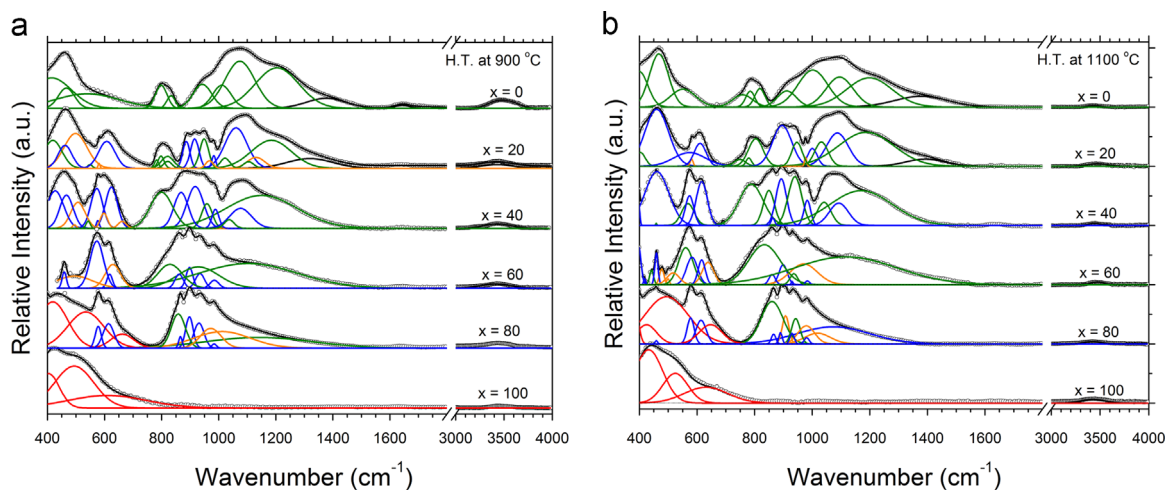 a
H.T. at 900 °C
x = 0
x = 20
x = 40
x = 60
x = 80
x = 100
Relative Intensity (a.u.)
400 600 800 1000 1200 1400 1600 3000 3500 4000
Wavenumber (cm⁻¹)
b
H.T. at 1100 °C
x = 0
x = 20
x = 40
x = 60
x = 80
x = 100
Relative Intensity (a.u.)
400 600 800 1000 1200 1400 1600 3000 3500 4000
Wavenumber (cm⁻¹)